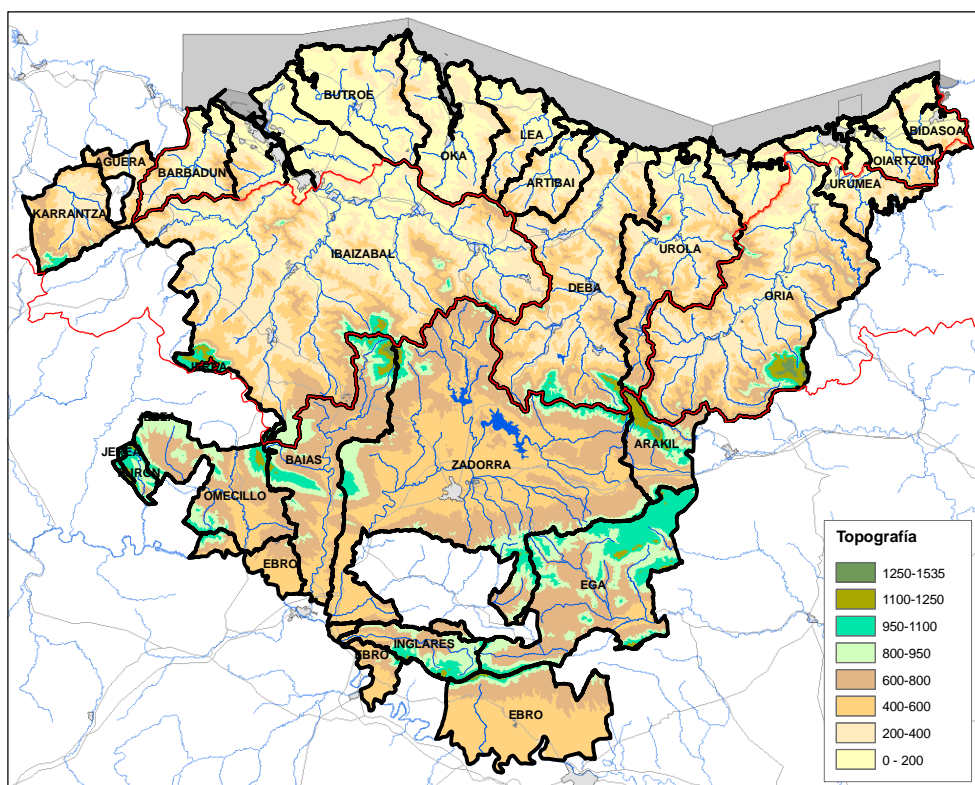 BUTROE
LEA
OKA
BIDASOA
AGUERA
BARBADUN
OIARTZUN
ARTIBAI
URUMEA
KARRANTZA
IBAIZABAL
UROLA
DEBA
ORIA
JEREA
BAIAS
ARAKIL
ZADORRA
OMECILLO
EBRO
EGA
INGLARES
EBRO
EBRO
Topografía
1250-1535
1100-1250
950-1100
800-950
600-800
400-600
200-400
0 - 200